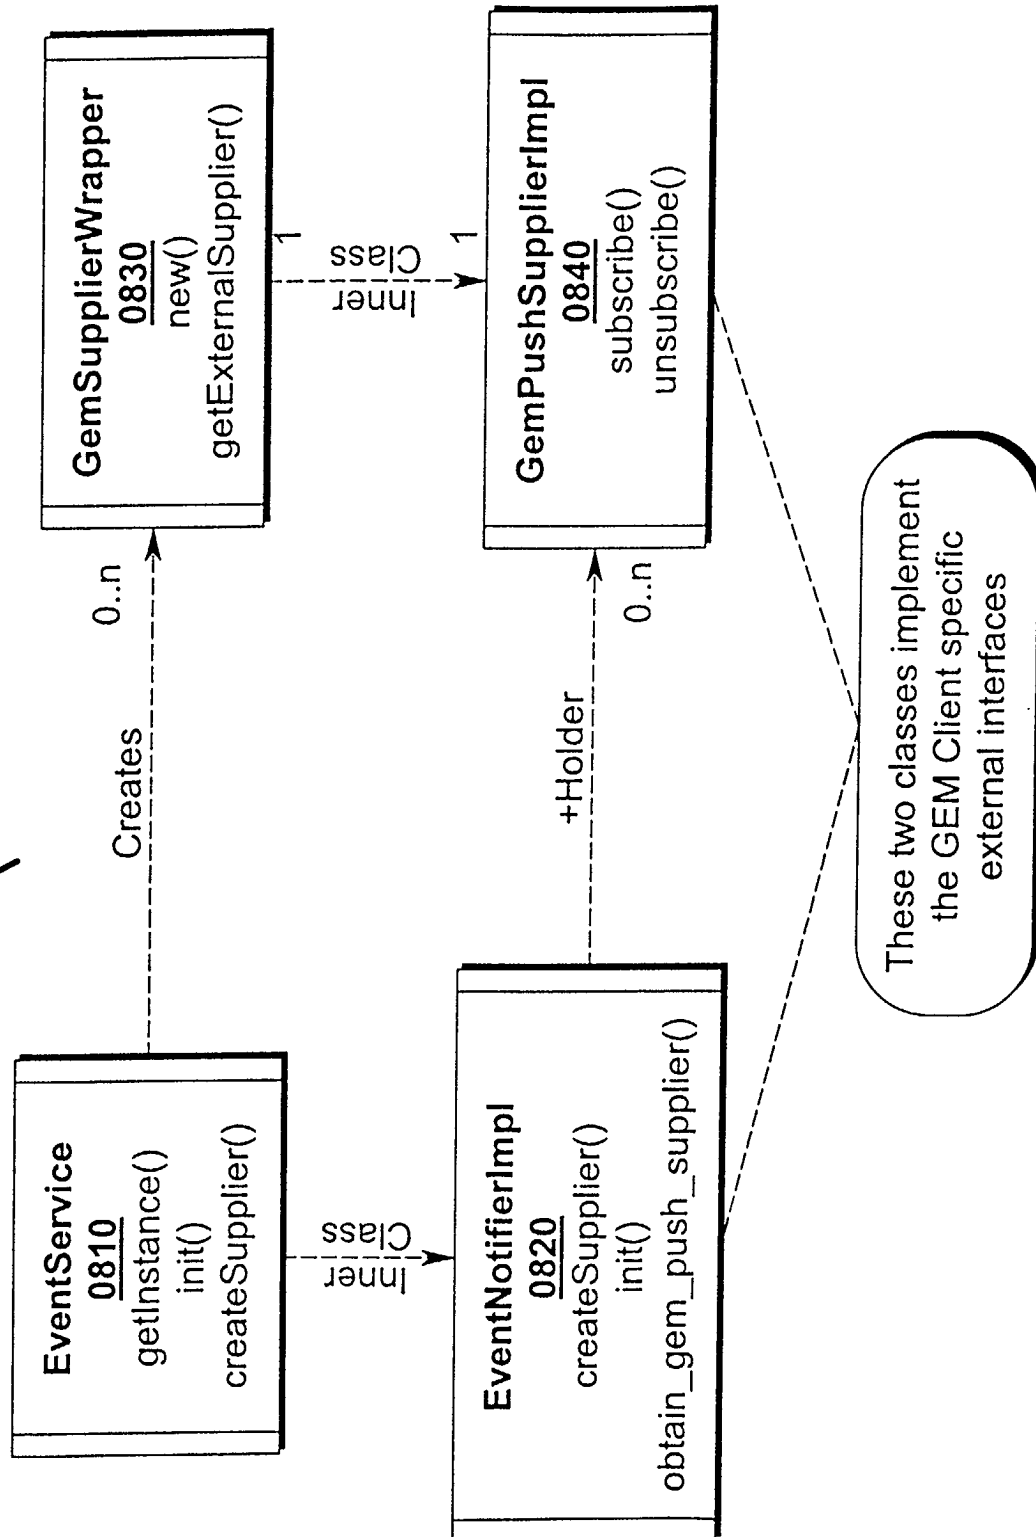 EventService
0810
getInstance()
init()
createSupplier()
Creates
0..n
GemSupplierWrapper
0830
new()
getExternalSupplier()
Inner
Class
1
Inner
Class
1
EventNotifierImpl
0820
createSupplier()
init()
obtain_gem_push_supplier()
+Holder
0..n
GemPushSupplierImpl
0840
subscribe()
unsubscribe()
These two classes implement
the GEM Client specific
external interfaces